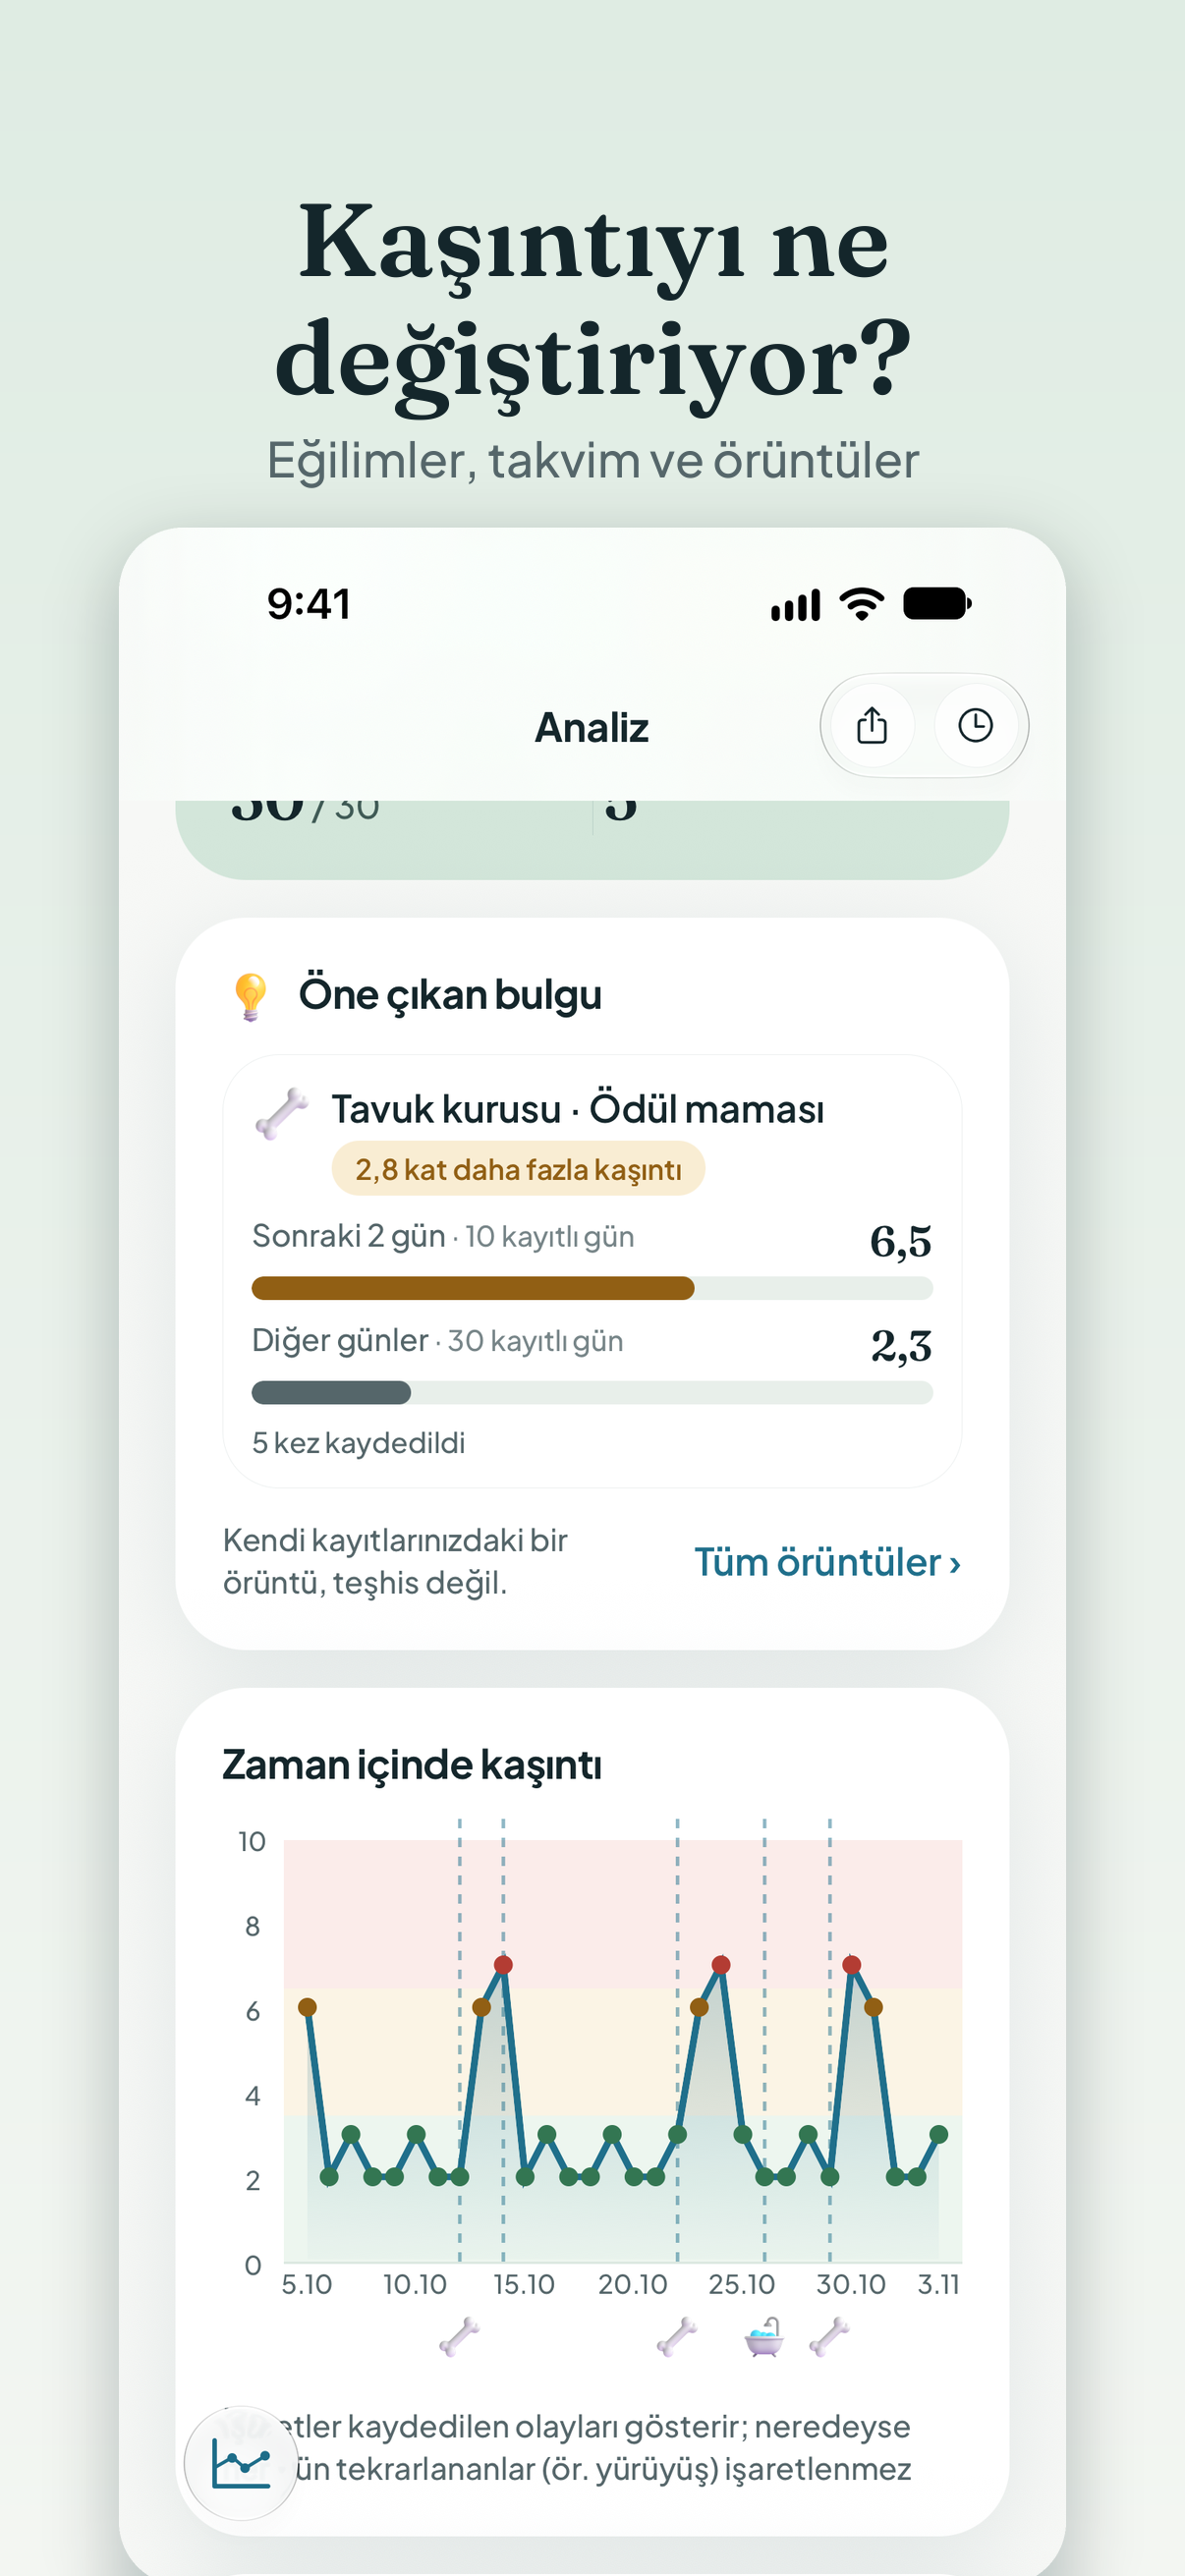 Kaşıntıyı ne
değiştiriyor?
Eğilimler, takvim ve örüntüler
9:41
Analiz
30 / 30
5
Öne çıkan bulgu
Tavuk kurusu · Ödül maması
2,8 kat daha fazla kaşıntı
Sonraki 2 gün · 10 kayıtlı gün 6,5
Diğer günler · 30 kayıtlı gün 2,3
5 kez kaydedildi
Kendi kayıtlarınızdaki bir
örüntü, teşhis değil.
Tüm örüntüler ›
Zaman içinde kaşıntı
10
8
6
4
2
0
5.10 10.10 15.10 20.10 25.10 30.10 3.11
kaydedilen olayları gösterir; neredeyse
tekrarlananlar (ör. yürüyüş) işaretlenmez